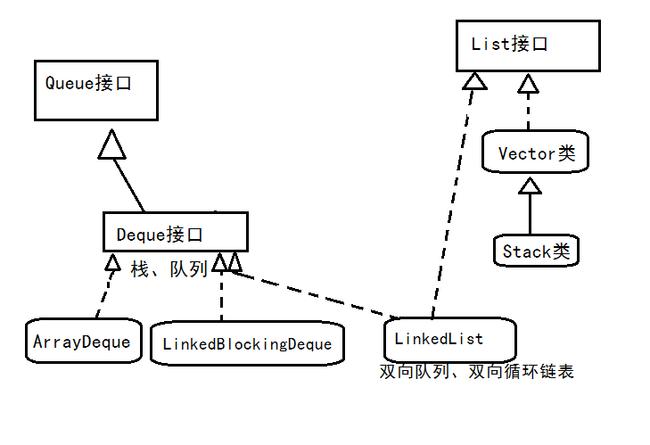 List接口
Queue接口
Vector类
Deque接口
Stack类
栈、队列
ArrayDeque
LinkedBlockingDeque
LinkedList
双向队列、双向循环链表